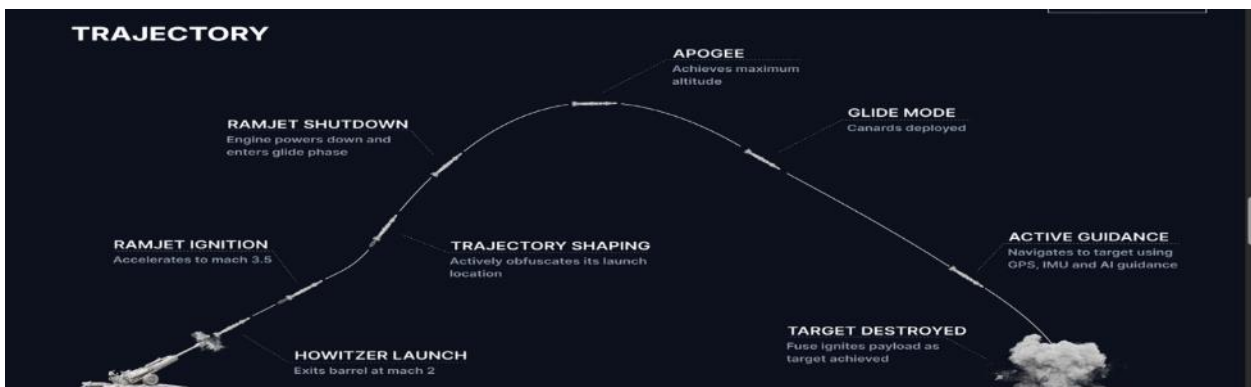 TRAJECTORY
APOGEE
Achieves maximum
altitude
RAMJET SHUTDOWN
Engine powers down and
enters glide phase
GLIDE MODE
Canards deployed
RAMJET IGNITION
Accelerates to mach 3.5
TRAJECTORY SHAPING
Actively obfuscates its launch
location
ACTIVE GUIDANCE
Navigates to target using
GPS, IMU and AI guidance
HOWITZER LAUNCH
Exits barrel at mach 2
TARGET DESTROYED
Fuse ignites payload as
target achieved